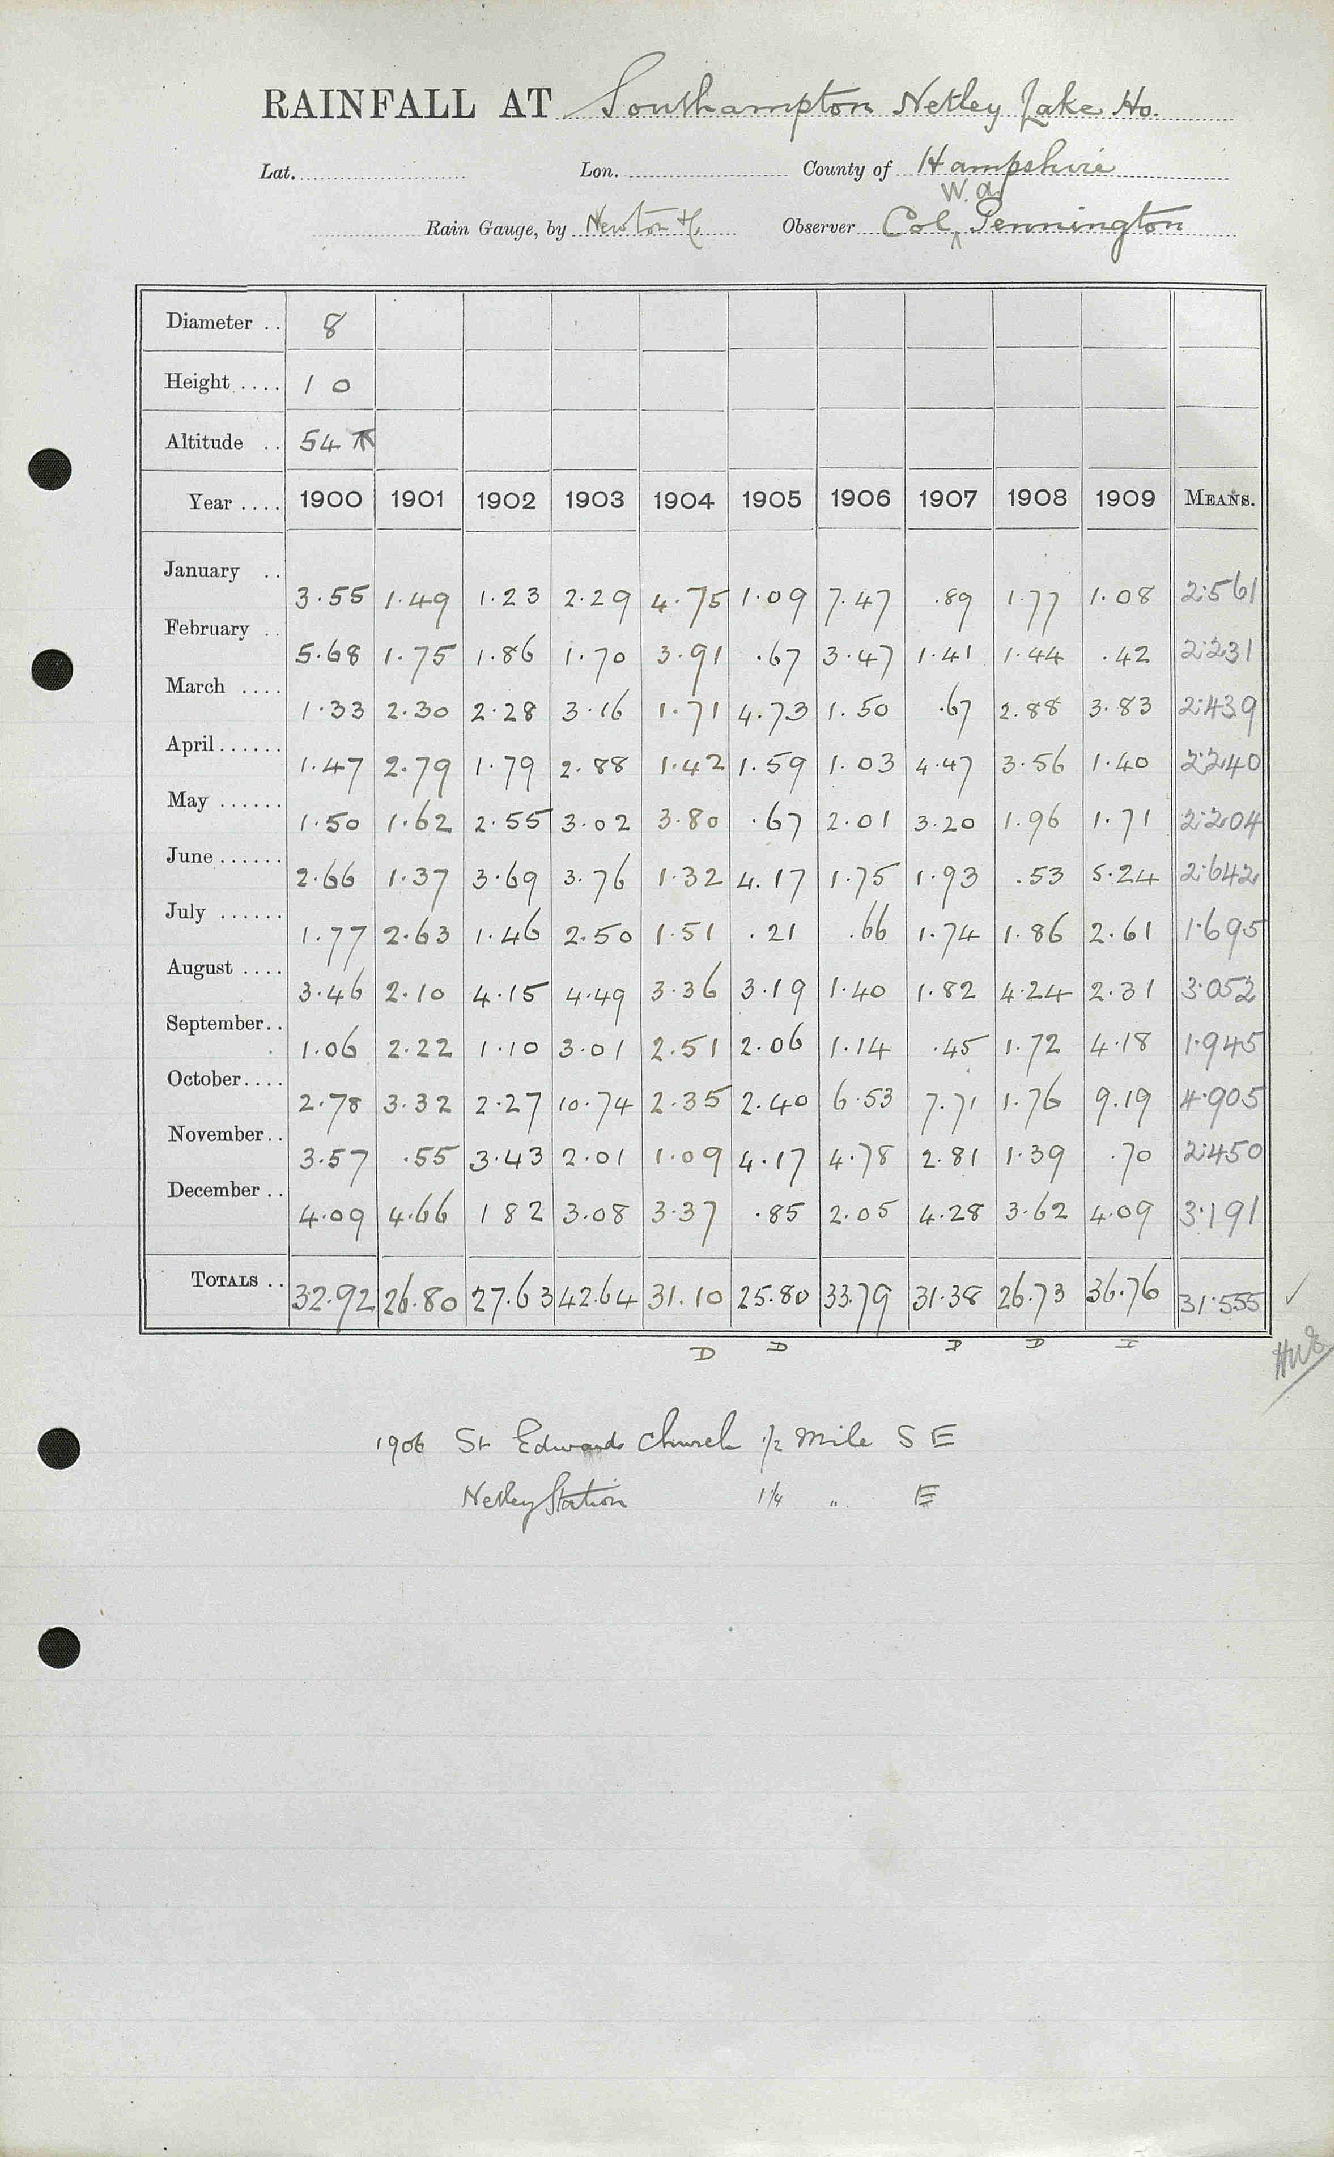 RAINFALL AT Southampton Netley Lake Ho.
Lat. Lon. County of Hampshire
W. A.
Rain Gauge, by Newton &c. Observer Col. ^ Pennington
Diameter .. 8
Height .... 1 0
Altitude .. 54
Year .... 1900 1901 1902 1903 1904 1905 1906 1907 1908 1909 MEANS.
January .. 3.55 1.49 1.23 2.29 4.75 1.09 7.47 .89 1.77 1.08 2.561
February .. 5.68 1.75 1.86 1.70 3.91 .67 3.47 1.41 1.44 .42 2.231
March .... 1.33 2.30 2.28 3.16 1.71 4.73 1.50 .67 2.88 3.83 2.439
April ...... 1.47 2.79 1.79 2.88 1.42 1.59 1.03 4.47 3.56 1.40 2.240
May ...... 1.50 1.62 2.55 3.02 3.80 .67 2.01 3.20 1.96 1.71 2.204
June ...... 2.66 1.37 3.69 3.76 1.32 4.17 1.75 1.93 .53 5.24 2.642
July ...... 1.77 2.63 1.46 2.50 1.51 .21 .66 1.74 1.86 2.61 1.695
August .... 3.46 2.10 4.15 4.49 3.36 3.19 1.40 1.82 4.24 2.31 3.052
September.. 1.06 2.22 1.10 3.01 2.51 2.06 1.14 .45 1.72 4.18 1.945
October.... 2.78 3.32 2.27 10.74 2.35 2.40 6.53 7.71 1.76 9.19 4.905
November.. 3.57 .55 3.43 2.01 1.09 4.17 4.78 2.81 1.39 .70 2.450
December .. 4.09 4.66 1 82 3.08 3.37 .85 2.05 4.28 3.62 4.09 3.191
TOTALS .. 32.92 26.80 27.63 42.64 31.10 25.80 33.79 31.38 26.73 36.76 31.555 ✓
D D D D I
1906 St Edwards Church 1/2 Mile S E
Netley Station 1 1/4 " E